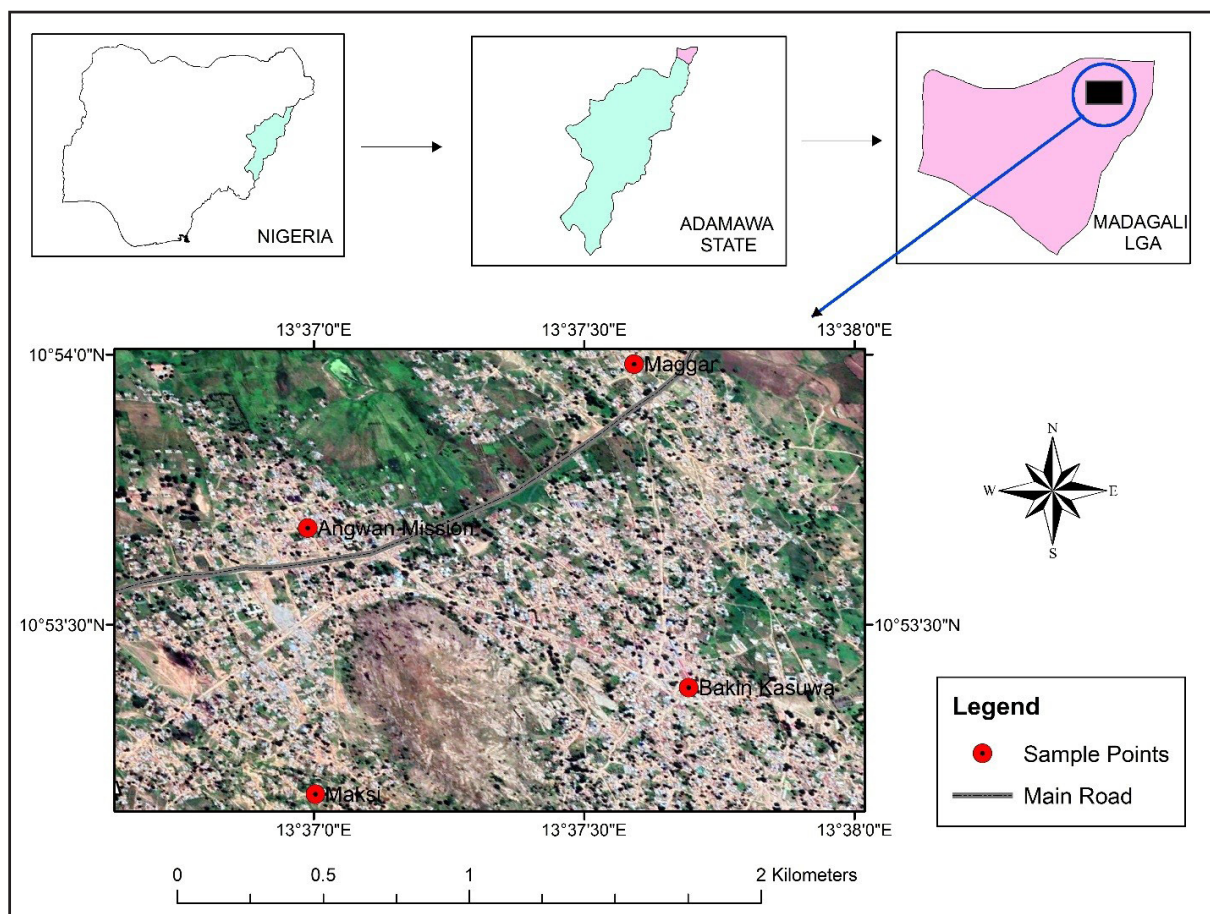 NIGERIA
ADAMAWA
STATE
MADAGALI
LGA
13°37'0"E
13°37'30"E
13°38'0"E
10°54'0"N
Maggar
N
W
E
S
Angwan Mission
10°53'30"N
10°53'30"N
Bakin Kasuwa
Maksi
13°37'0"E
13°37'30"E
13°38'0"E
Legend
Sample Points
Main Road
0
0.5
1
2 Kilometers